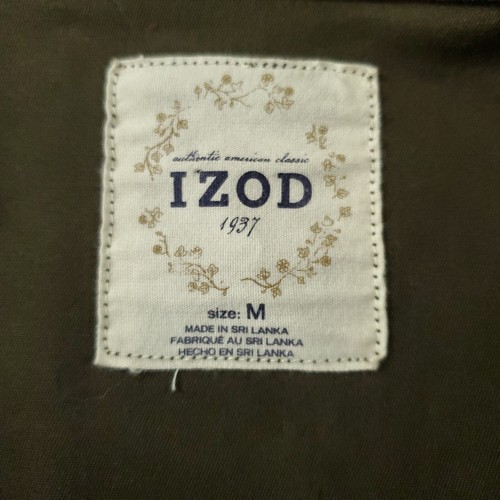 authentic american classic
IZOD
1937
size: M
MADE IN SRI LANKA
FABRIQUÉ AU SRI LANKA
HECHO EN SRI LANKA